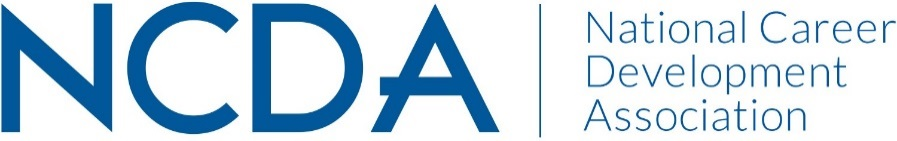 NCDA
National Career
Development
Association